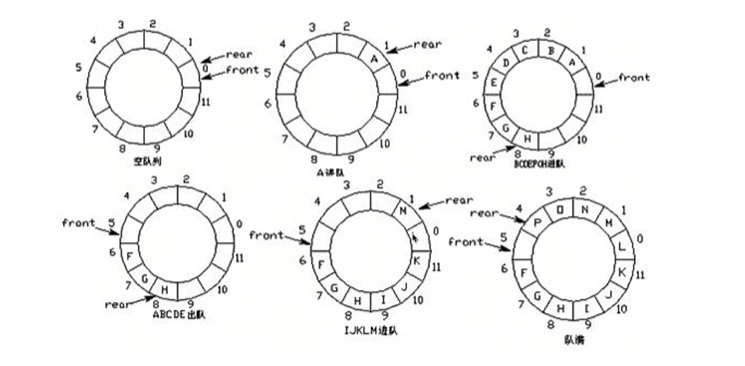 3 2
4 1 rear
5 0 front
6 11
7 10
8 9
空队列
3 2
4 1 rear
A
5 0 front
6 11
7 10
8 9
A进队
3 2
4 C B 1
D A
5 E 0 front
6 F 11
7 G H 10
rear 8 9
BCDEFGH进队
3 2
4 1
front 5 0
6 F 11
7 G H 10
rear 8 9
ABCDE出队
3 2
4 1 rear
M
front 5 0
6 F K 11
7 G H I J 10
8 9
IJKLM进队
3 2
rear 4 P O N M 1
front 5 L 0
6 F K 11
7 G H I J 10
8 9
队满